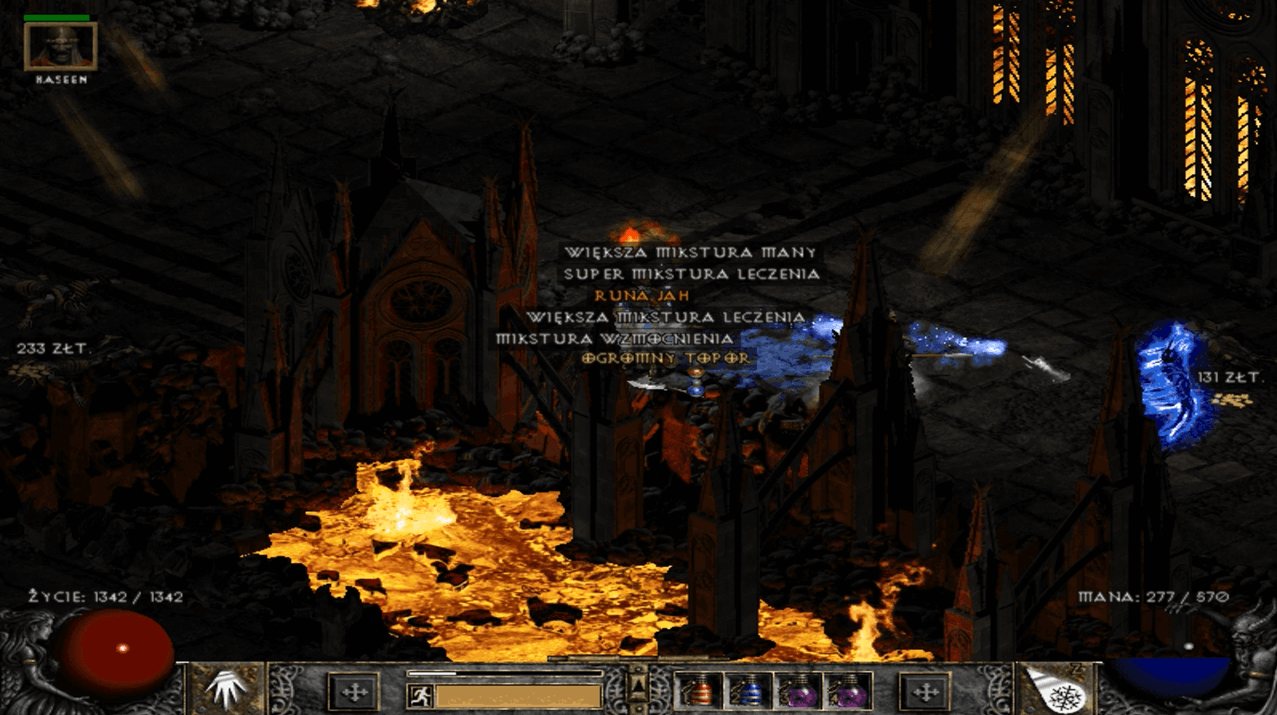 HASEEN
WIĘKSZA MIKSTURA MANY
SUPER MIKSTURA LECZENIA
RUNA JAH
WIĘKSZA MIKSTURA LECZENIA
MIKSTURA WZMOCNIENIA
OGROMNY TOPÓR
233 ZŁT.
131 ZŁT.
ŻYCIE: 1342 / 1342
MANA: 277 / 570
Z